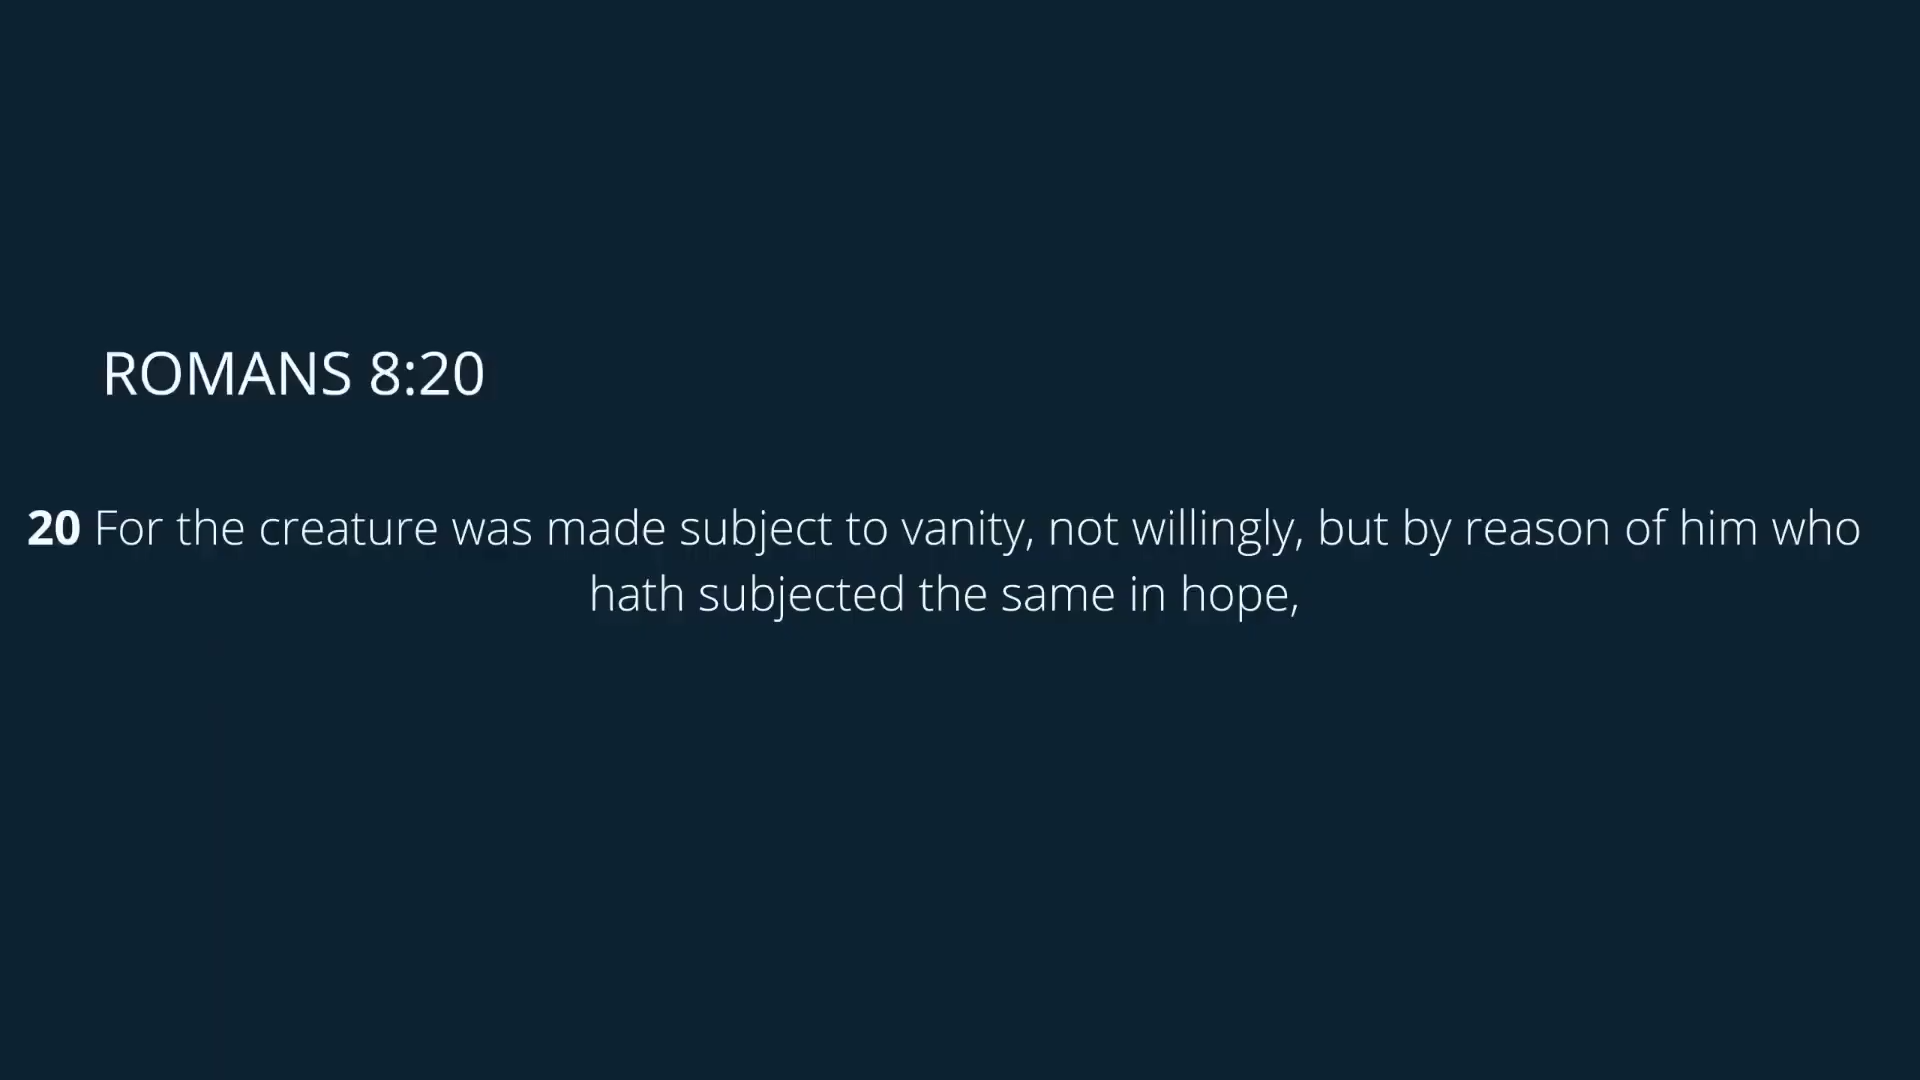 ROMANS 8:20
20 For the creature was made subject to vanity, not willingly, but by reason of him who
hath subjected the same in hope,